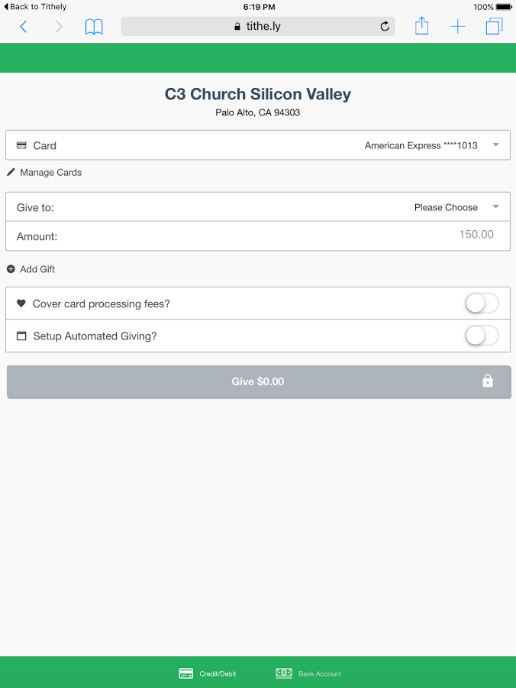 Back to Tithely 6:19 PM 100%
tithe.ly
C3 Church Silicon Valley
Palo Alto, CA 94303
Card American Express ****1013
Manage Cards
Give to: Please Choose
Amount: 150.00
Add Gift
Cover card processing fees?
Setup Automated Giving?
Give $0.00
Credit/Debit Bank Account